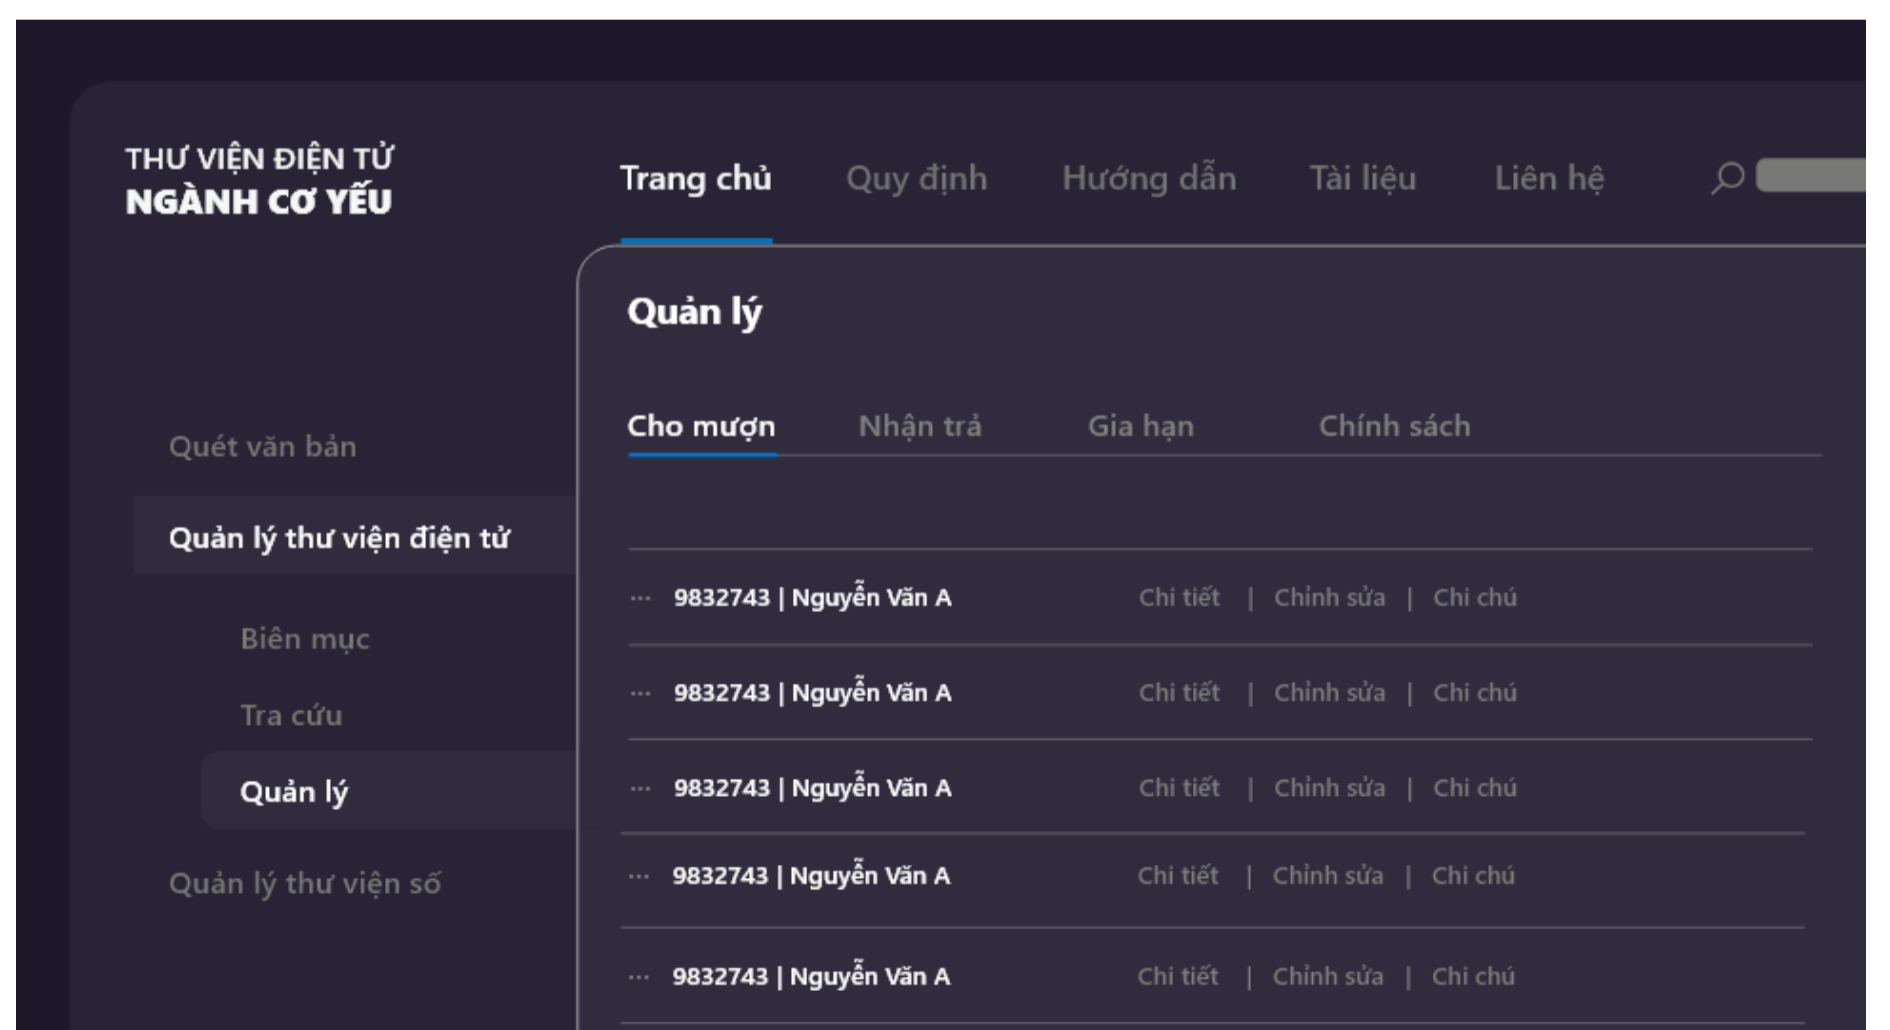 THƯ VIỆN ĐIỆN TỬ
NGÀNH CƠ YẾU
Trang chủ Quy định Hướng dẫn Tài liệu Liên hệ
Quét văn bản
Quản lý thư viện điện tử
Biên mục
Tra cứu
Quản lý
Quản lý thư viện số
Quản lý
Cho mượn Nhận trả Gia hạn Chính sách
··· 9832743 | Nguyễn Văn A Chi tiết | Chỉnh sửa | Chi chú
··· 9832743 | Nguyễn Văn A Chi tiết | Chỉnh sửa | Chi chú
··· 9832743 | Nguyễn Văn A Chi tiết | Chỉnh sửa | Chi chú
··· 9832743 | Nguyễn Văn A Chi tiết | Chỉnh sửa | Chi chú
··· 9832743 | Nguyễn Văn A Chi tiết | Chỉnh sửa | Chi chú